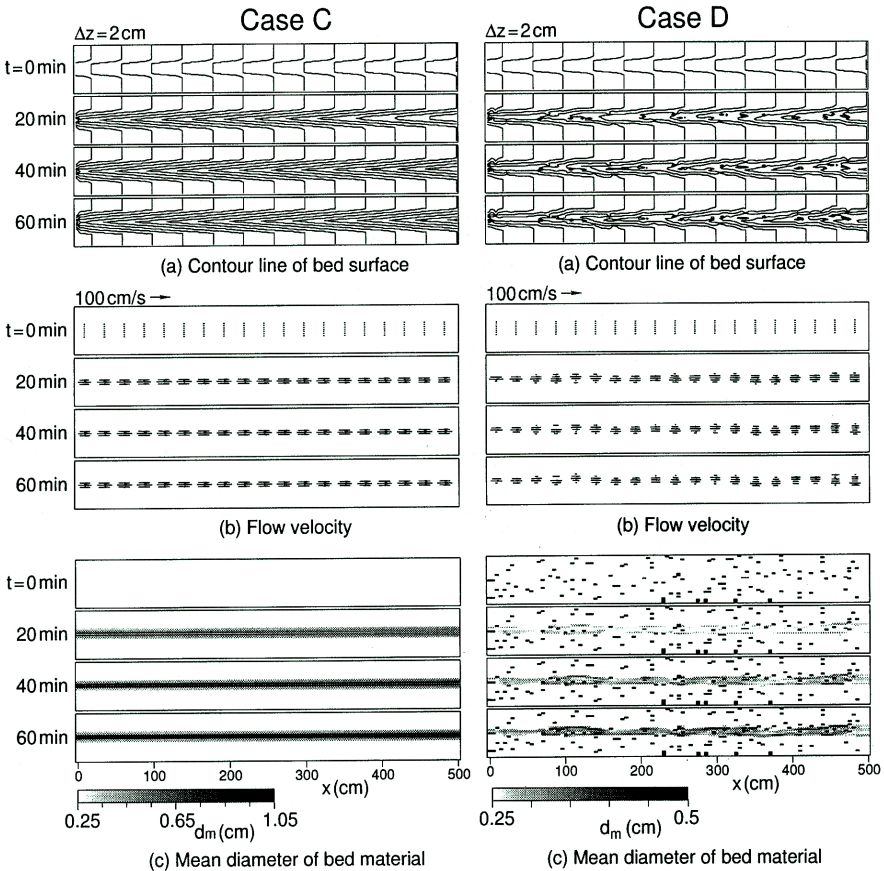 Case C
Δz=2cm
t=0min
20min
40min
60min
(a) Contour line of bed surface
100cm/s
t=0min
20min
40min
60min
(b) Flow velocity
t=0min
20min
40min
60min
0 100 200 300 400 500
x(cm)
0.25 0.65 1.05
dm(cm)
(c) Mean diameter of bed material
Case D
Δz=2cm
(a) Contour line of bed surface
100cm/s
(b) Flow velocity
0 100 200 300 400 500
x(cm)
0.25 0.5
dm(cm)
(c) Mean diameter of bed material